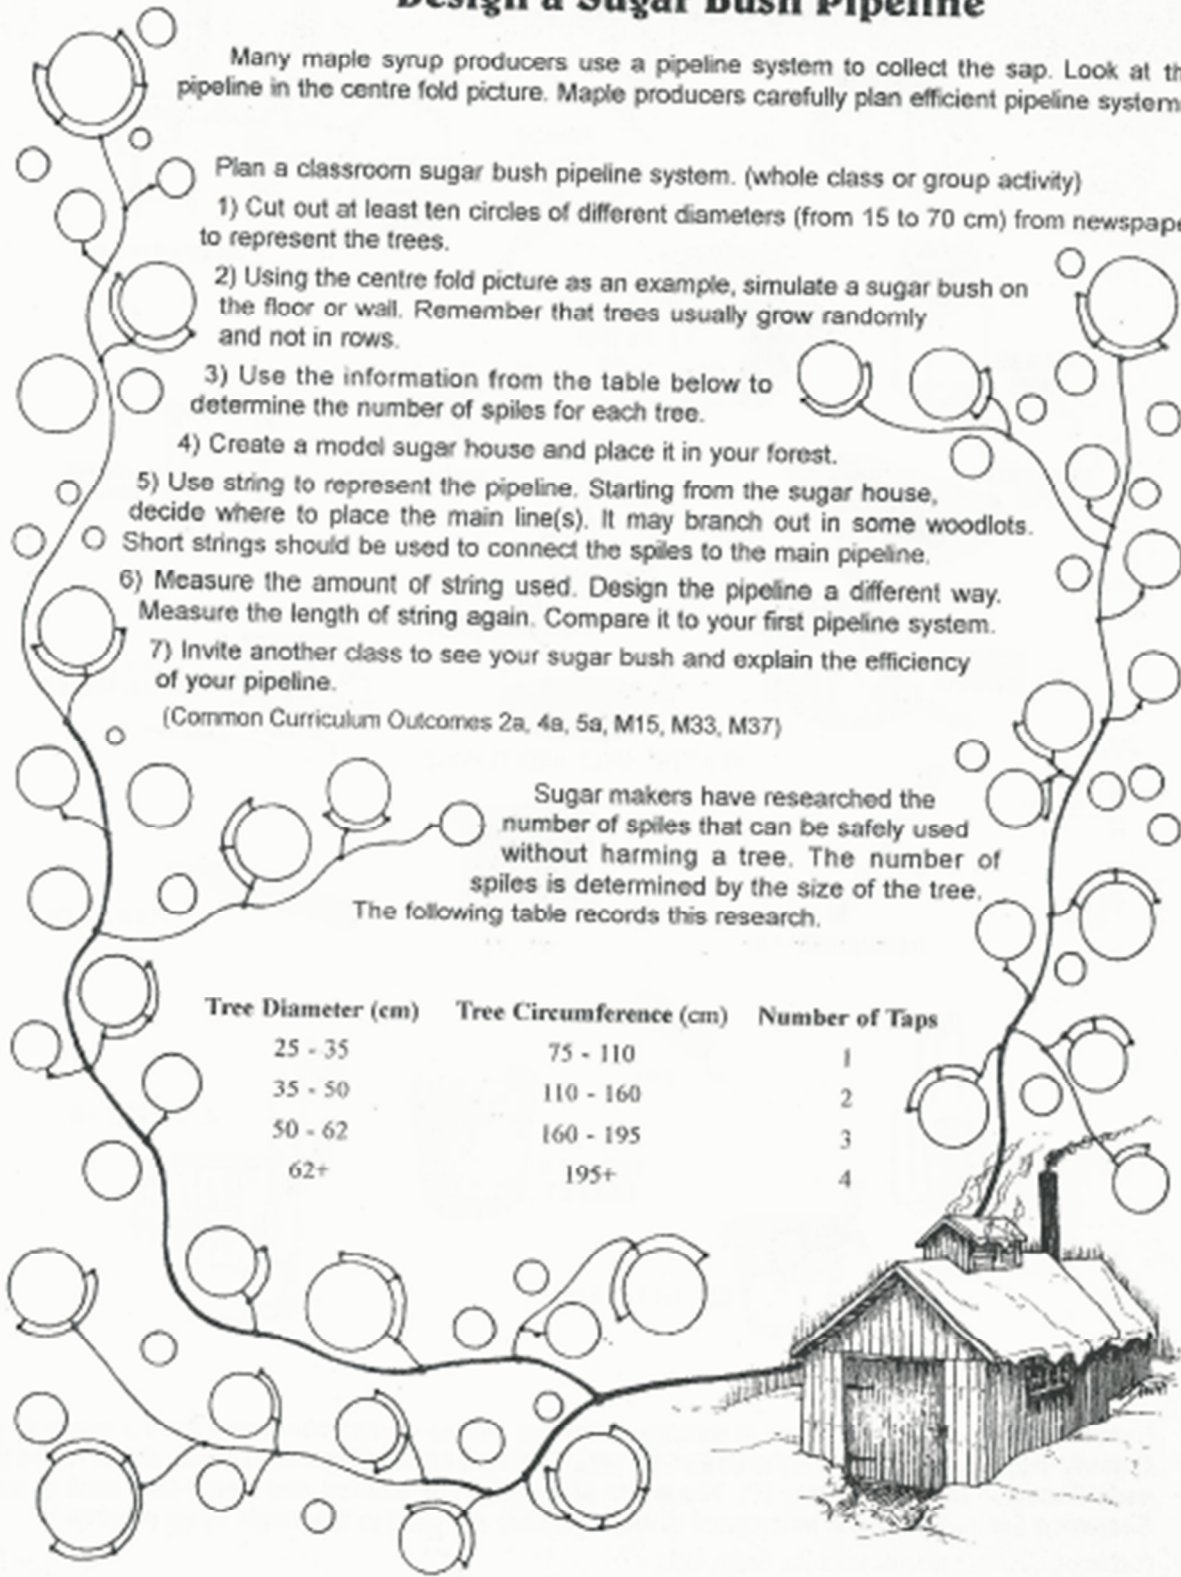 Design a Sugar Bush Pipeline
Many maple syrup producers use a pipeline system to collect the sap. Look at th
pipeline in the centre fold picture. Maple producers carefully plan efficient pipeline system
Plan a classroom sugar bush pipeline system. (whole class or group activity)
1) Cut out at least ten circles of different diameters (from 15 to 70 cm) from newspape
to represent the trees.
2) Using the centre fold picture as an example, simulate a sugar bush on
the floor or wall. Remember that trees usually grow randomly
and not in rows.
3) Use the information from the table below to
determine the number of spiles for each tree.
4) Create a model sugar house and place it in your forest.
5) Use string to represent the pipeline. Starting from the sugar house,
decide where to place the main line(s). It may branch out in some woodlots.
Short strings should be used to connect the spiles to the main pipeline.
6) Measure the amount of string used. Design the pipeline a different way.
Measure the length of string again. Compare it to your first pipeline system.
7) Invite another class to see your sugar bush and explain the efficiency
of your pipeline.
(Common Curriculum Outcomes 2a, 4a, 5a, M15, M33, M37)
Sugar makers have researched the
number of spiles that can be safely used
without harming a tree. The number of
spiles is determined by the size of the tree.
The following table records this research.
Tree Diameter (cm) Tree Circumference (cm) Number of Taps
25 - 35 75 - 110 1
35 - 50 110 - 160 2
50 - 62 160 - 195 3
62+ 195+ 4